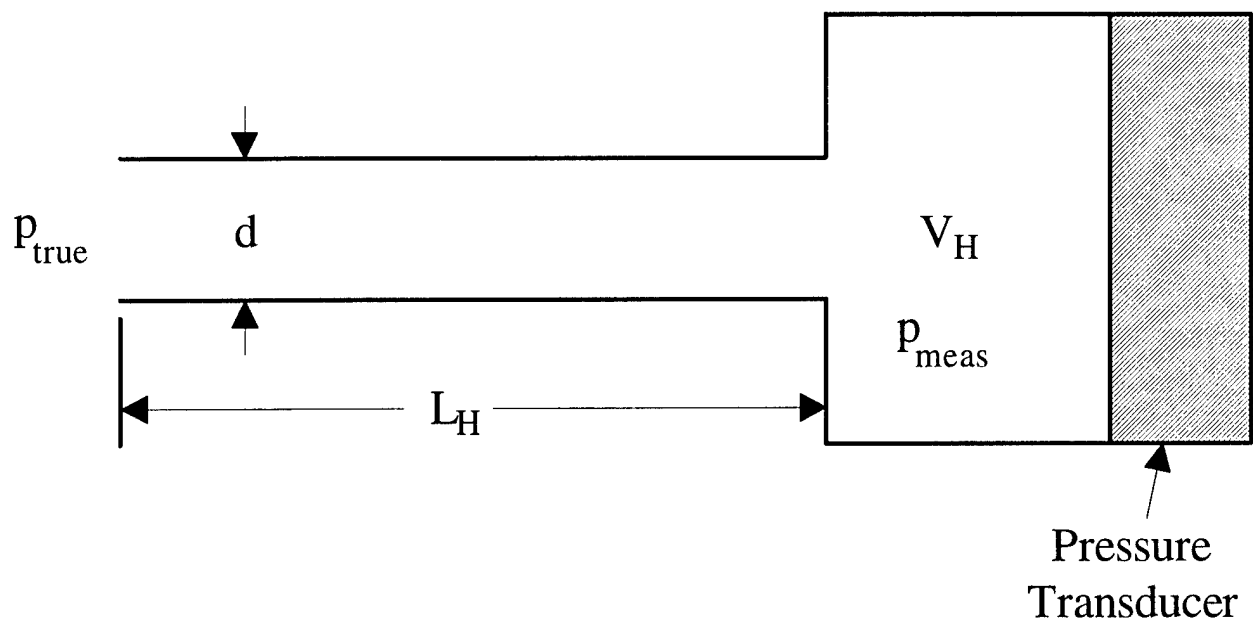 p_true
d
V_H
p_meas
L_H
Pressure
Transducer